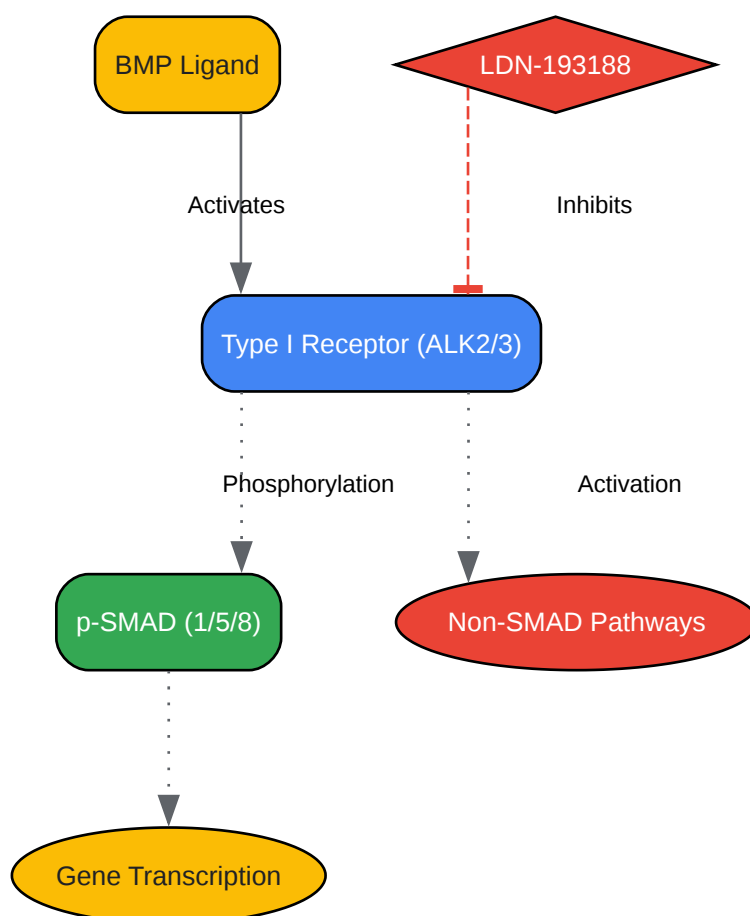 BMP Ligand
LDN-193188
Activates
Inhibits
Type I Receptor (ALK2/3)
Phosphorylation
Activation
p-SMAD (1/5/8)
Non-SMAD Pathways
Gene Transcription